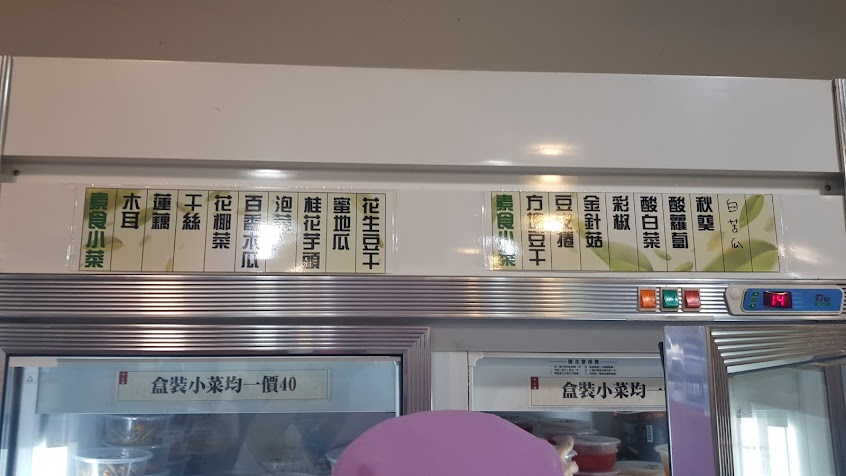 素食小菜
木耳
蓮藕
干絲
花椰菜
百香木瓜
泡菜
桂花芋頭
蜜地瓜
花生豆干
素食小菜
方塊豆干
豆皮捲
金針菇
彩椒
酸白菜
酸蘿蔔
秋葵
白苦瓜
14
盒裝小菜均一價40
盒裝小菜均一